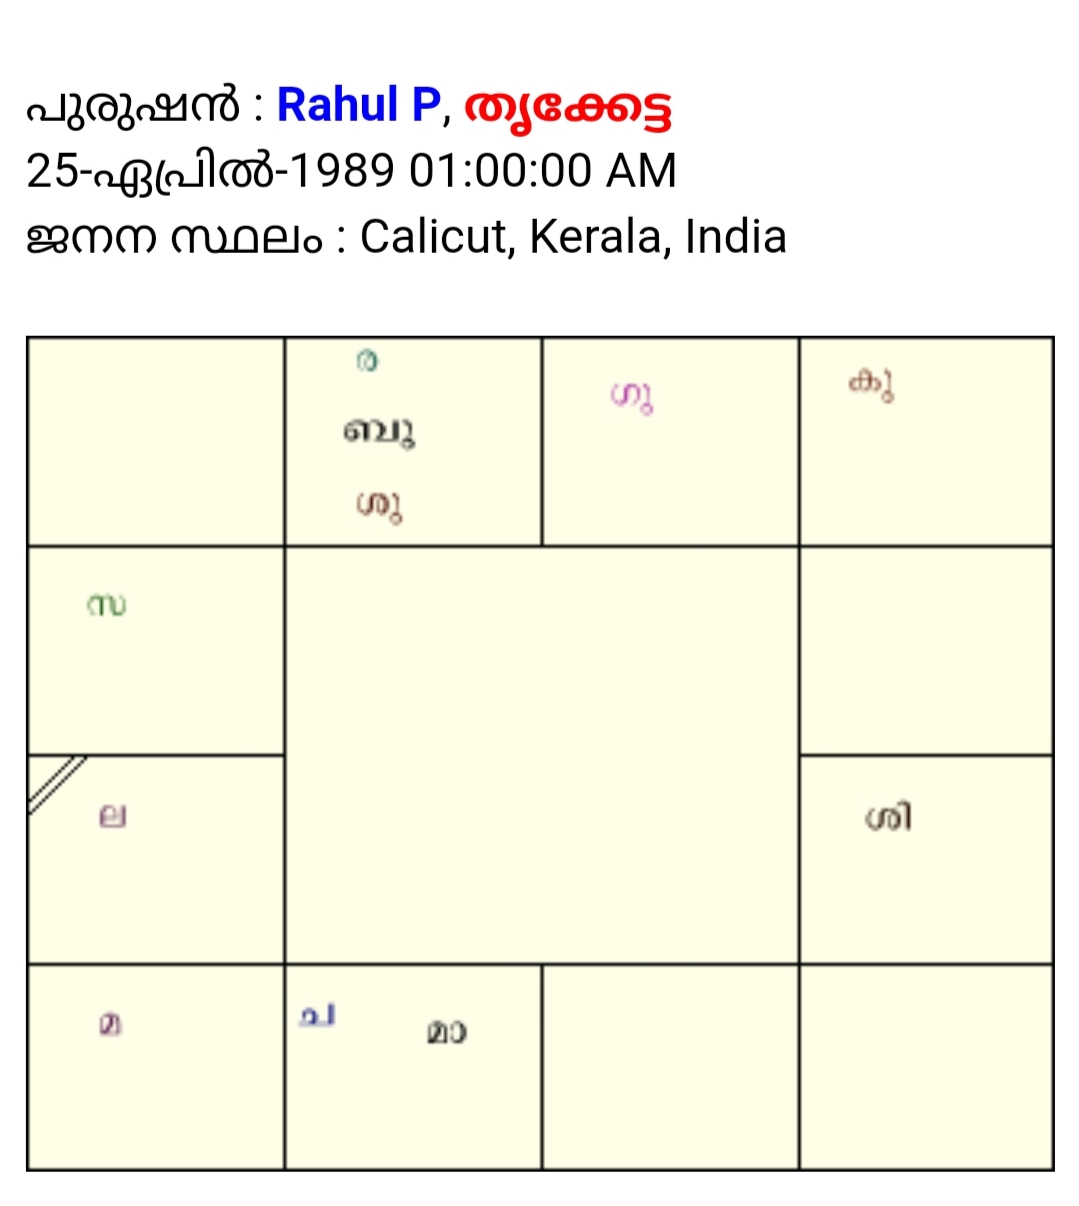 പുരുഷൻ : Rahul P, തൃക്കേട്ട
25-ഏപ്രിൽ-1989 01:00:00 AM
ജനന സ്ഥലം : Calicut, Kerala, India
ര ഗു കു
ബു
ശു
സ
ല ശി
മ ച മാ